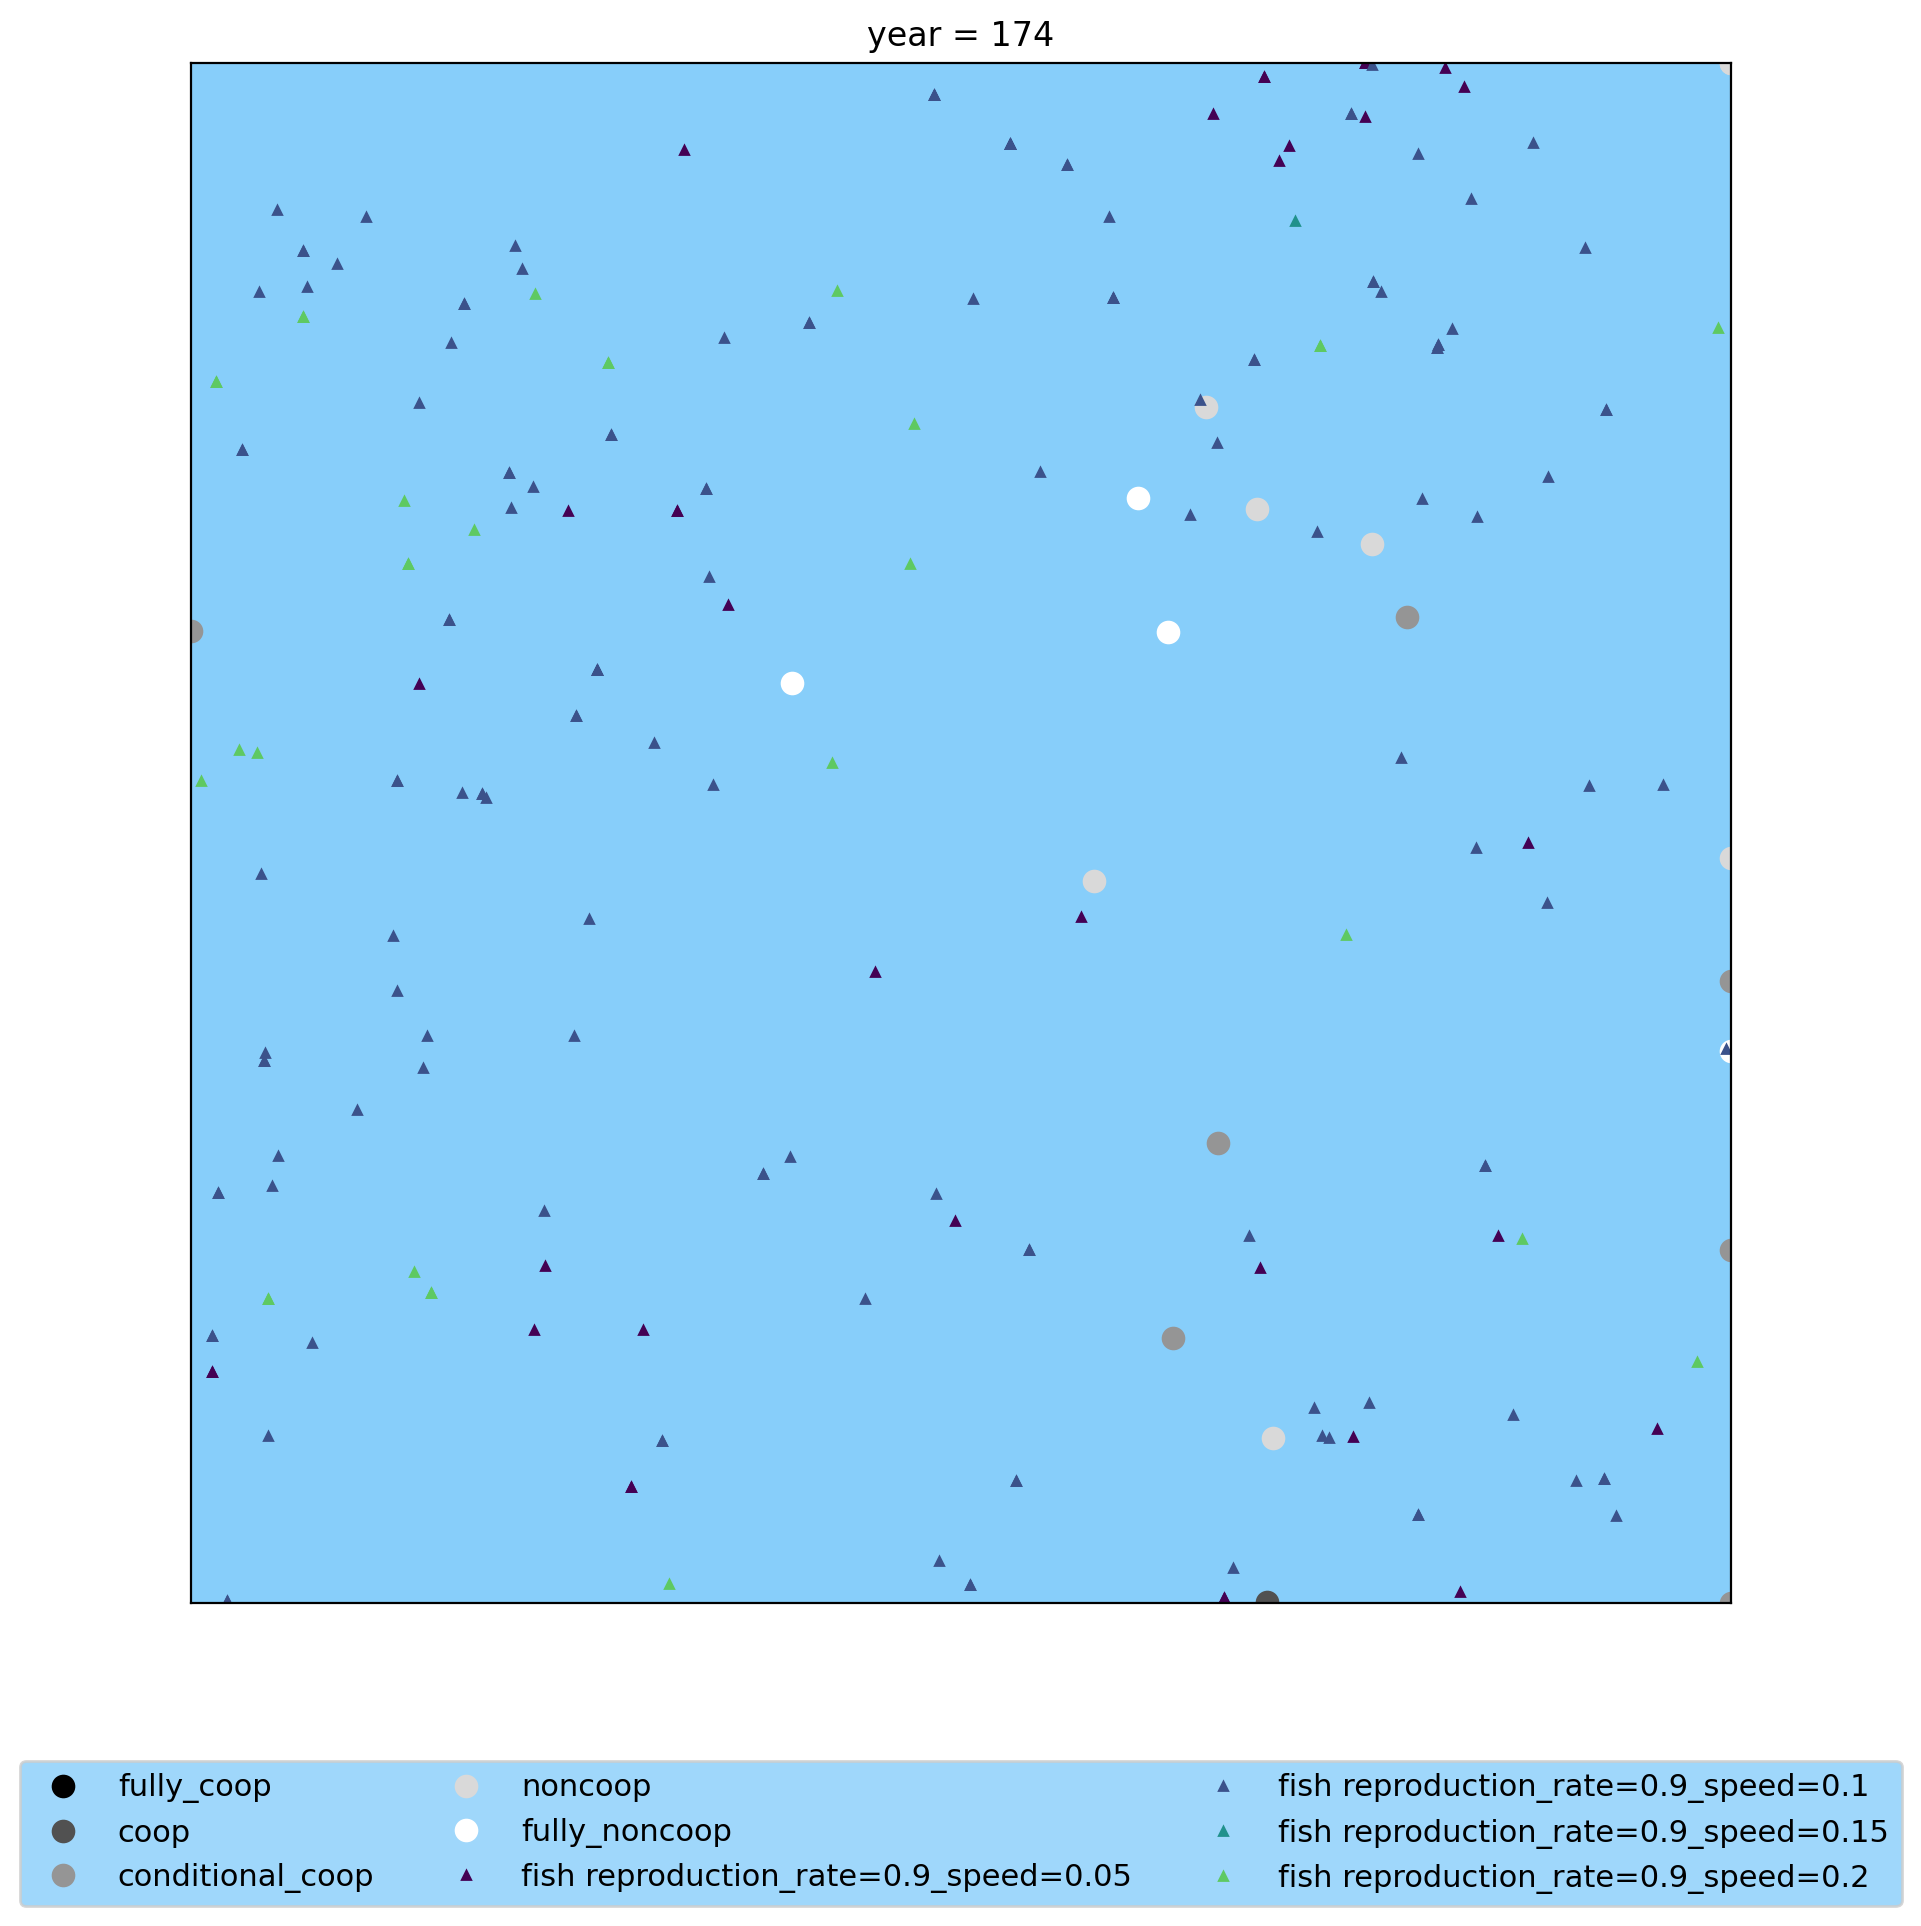 year = 174
fully_coop
coop
conditional_coop
noncoop
fully_noncoop
fish reproduction_rate=0.9_speed=0.05
fish reproduction_rate=0.9_speed=0.1
fish reproduction_rate=0.9_speed=0.15
fish reproduction_rate=0.9_speed=0.2